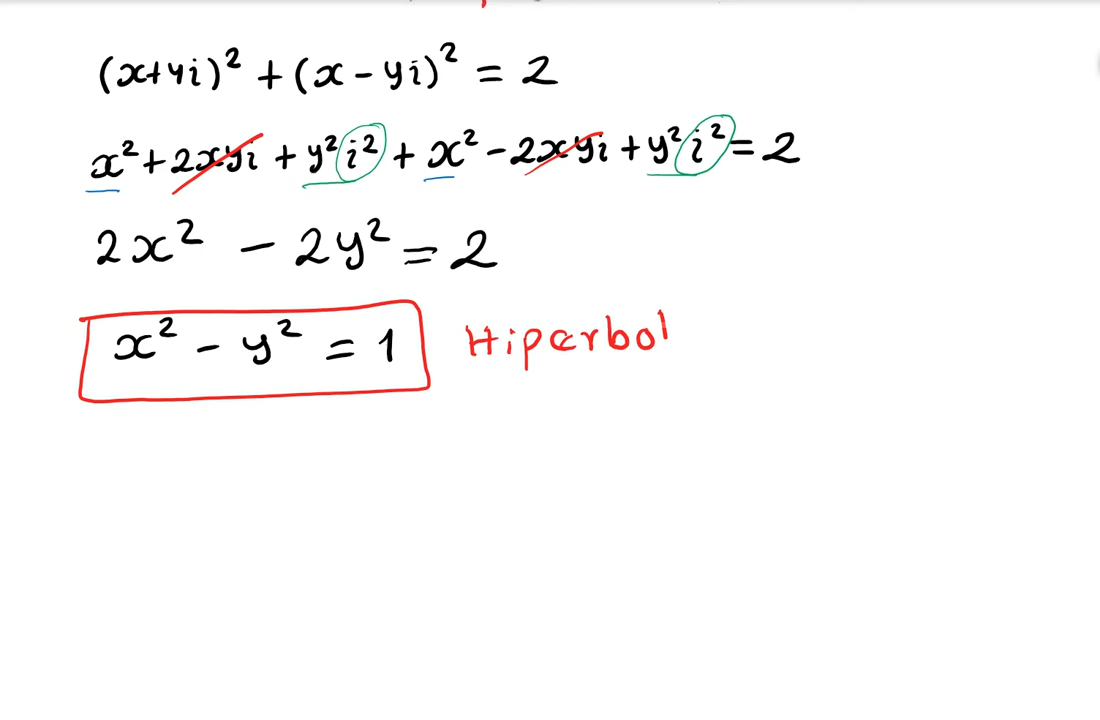 (x+yi)² + (x-yi)² = 2
x² + 2xyi + y²i² + x² - 2xyi + y²i² = 2
2x² - 2y² = 2
x² - y² = 1 Hiperbol